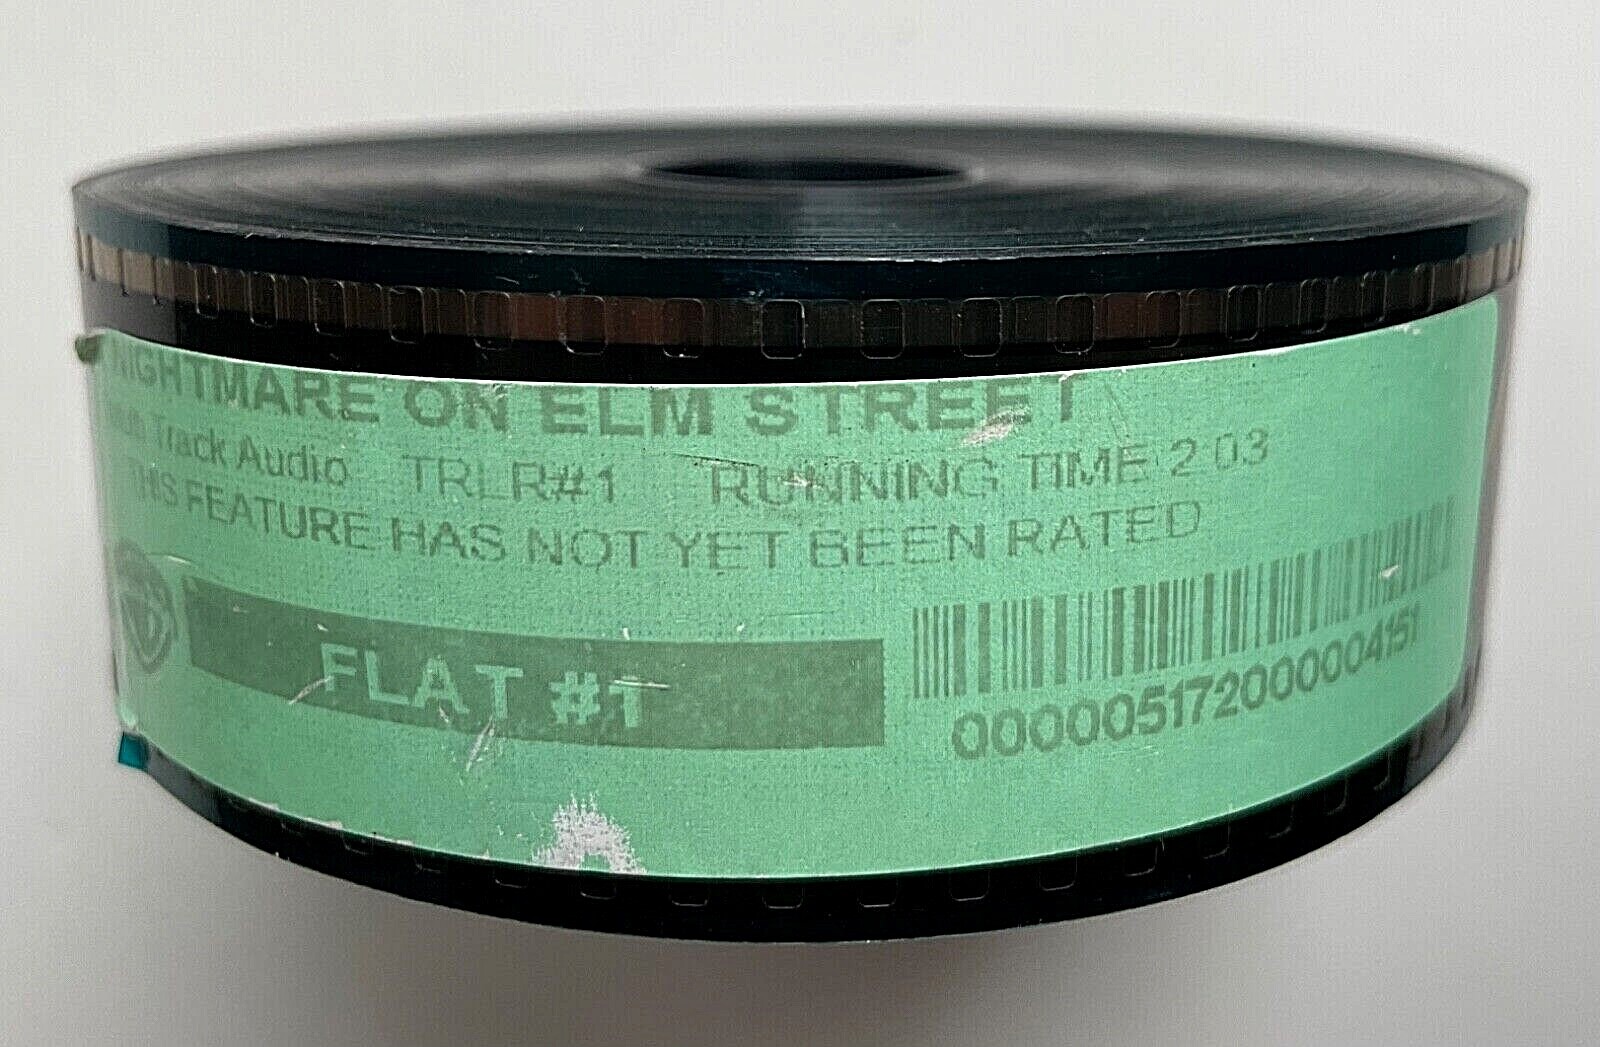 NIGHTMARE ON ELM STREET
Track Audio TRLR#1 RUNNING TIME 2:03
THIS FEATURE HAS NOT YET BEEN RATED
FLAT #1
0000051720000004151